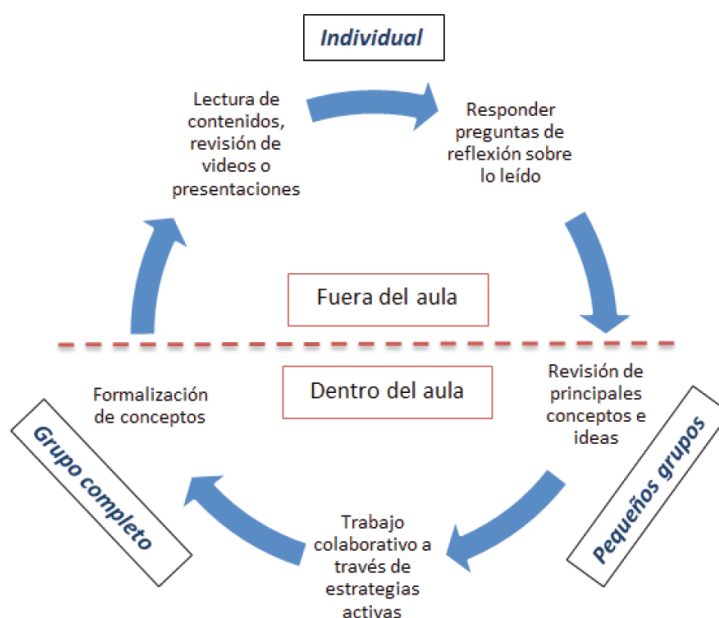 Individual
Lectura de
contenidos,
revisión de
videos o
presentaciones
Responder
preguntas de
reflexión sobre
lo leído
Fuera del aula
Dentro del aula
Revisión de
principales
conceptos e
ideas
Pequeños grupos
Trabajo
colaborativo a
través de
estrategias
activas
Formalización
de conceptos
Grupo completo